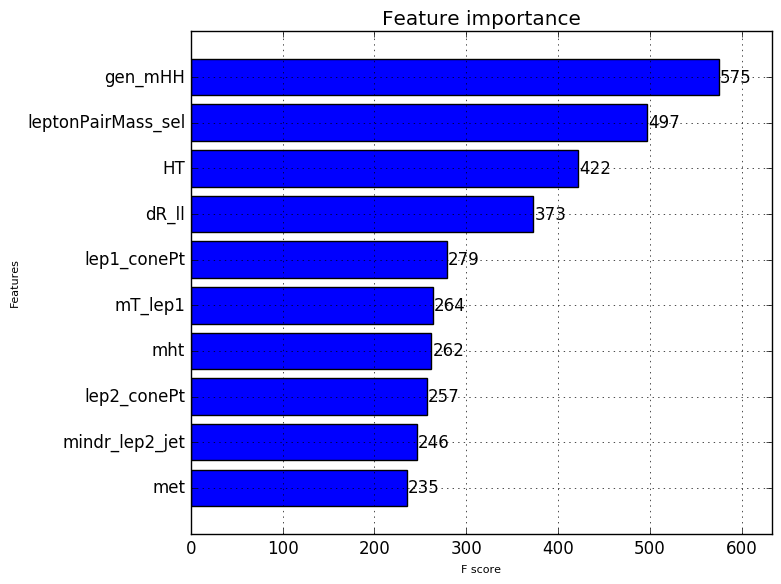 Feature importance
gen_mHH 575
leptonPairMass_sel 497
HT 422
dR_ll 373
lep1_conePt 279
mT_lep1 264
mht 262
lep2_conePt 257
mindr_lep2_jet 246
met 235
Features
0 100 200 300 400 500 600
F score